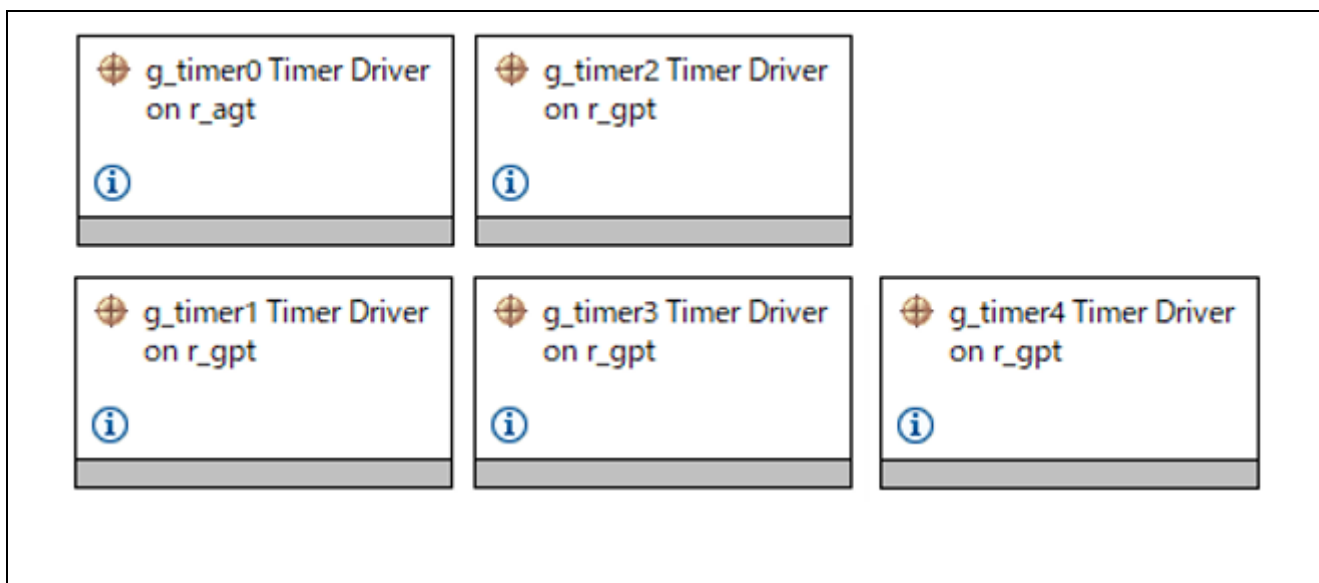 g_timer0 Timer Driver
on r_agt
g_timer2 Timer Driver
on r_gpt
g_timer1 Timer Driver
on r_gpt
g_timer3 Timer Driver
on r_gpt
g_timer4 Timer Driver
on r_gpt